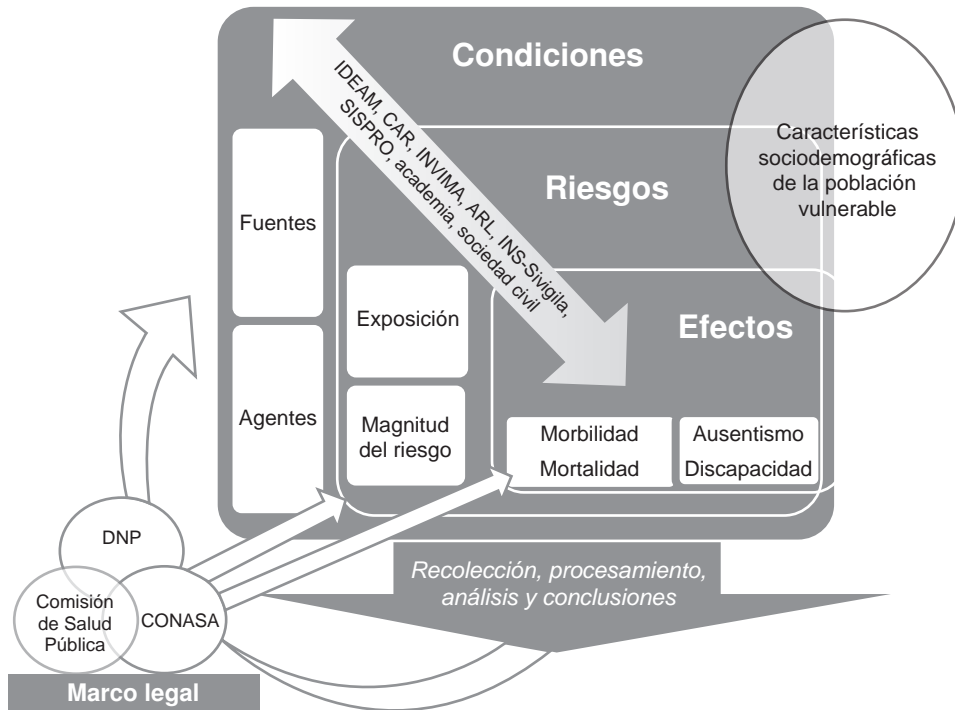 Condiciones
IDEAM, CAR, INVIMA, ARL, INS-Sivigila,
SISPRO, academia, sociedad civil
Características
sociodemográficas
de la población
vulnerable
Riesgos
Fuentes
Exposición
Efectos
Agentes
Magnitud
del riesgo
Morbilidad
Mortalidad
Ausentismo
Discapacidad
DNP
Comisión
de Salud
Pública
CONASA
Recolección, procesamiento,
análisis y conclusiones
Marco legal